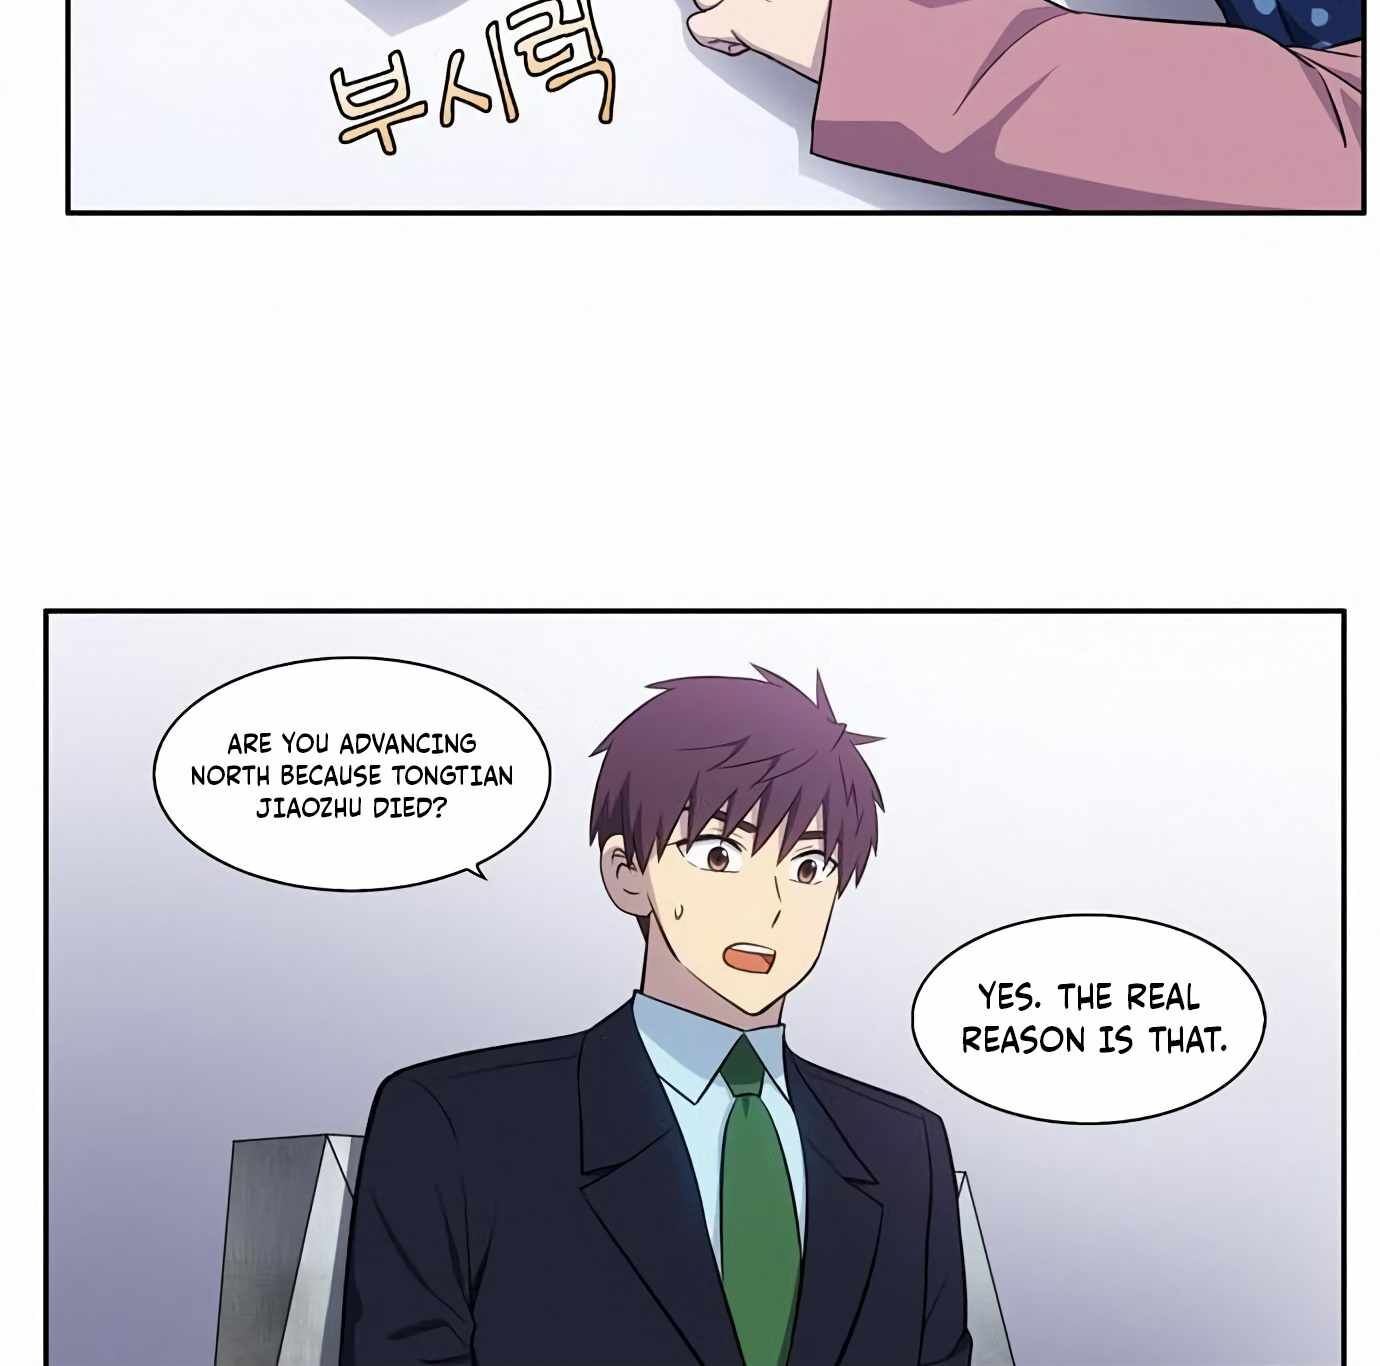 부시럭
ARE YOU ADVANCING
NORTH BECAUSE TONGTIAN
JIAOZHU DIED?
YES. THE REAL
REASON IS THAT.